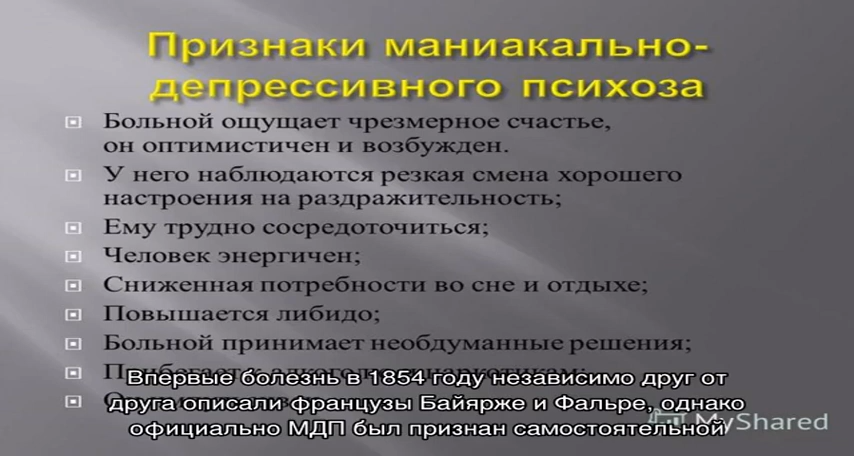 Признаки маниакально-
депрессивного психоза
Больной ощущает чрезмерное счастье,
он оптимистичен и возбужден.
У него наблюдаются резкая смена хорошего
настроения на раздражительность;
Ему трудно сосредоточиться;
Человек энергичен;
Сниженная потребности во сне и отдыхе;
Повышается либидо;
Больной принимает необдуманные решения;
Впервые болезнь в 1854 году независимо друг от
друга описали французы Байярже и Фальре, однако
официально МДП был признан самостоятельной
MyShared